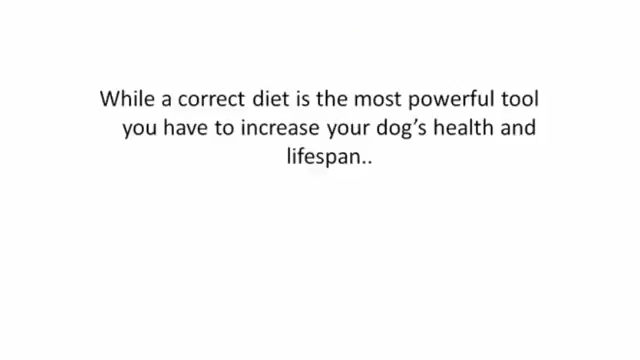 While a correct diet is the most powerful tool
you have to increase your dog’s health and
lifespan..